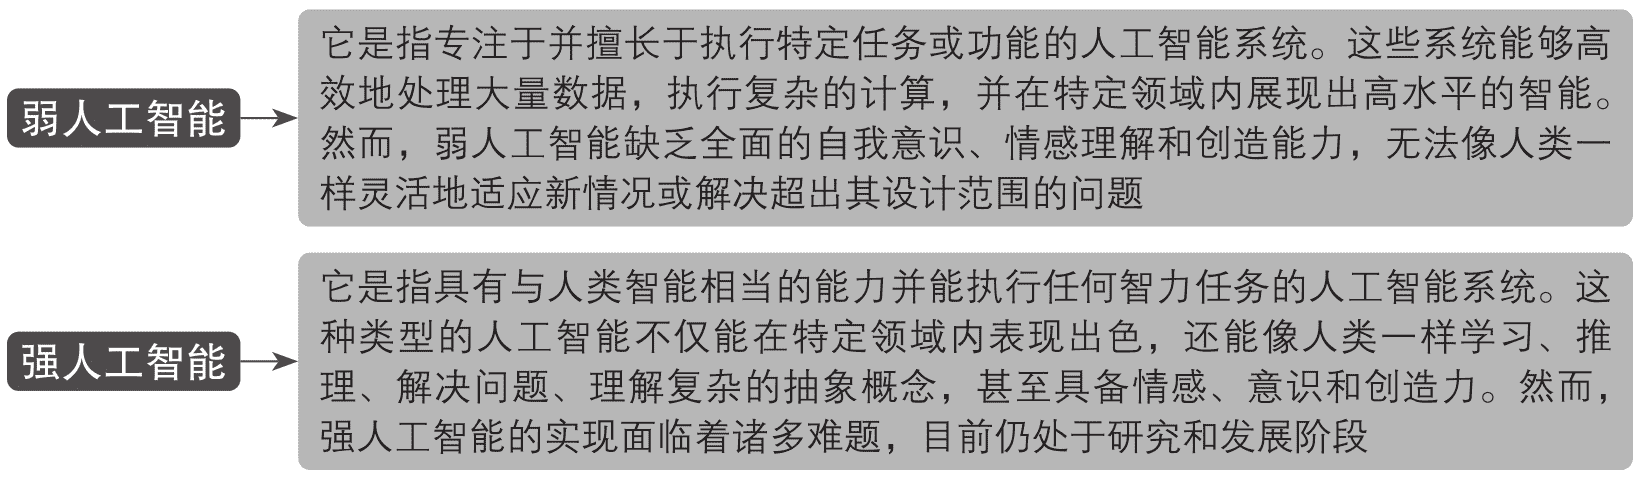 弱人工智能
它是指专注于并擅长于执行特定任务或功能的人工智能系统。这些系统能够高
效地处理大量数据，执行复杂的计算，并在特定领域内展现出高水平的智能。
然而，弱人工智能缺乏全面的自我意识、情感理解和创造能力，无法像人类一
样灵活地适应新情况或解决超出其设计范围的问题
强人工智能
它是指具有与人类智能相当的能力并能执行任何智力任务的人工智能系统。这
种类型的人工智能不仅能在特定领域内表现出色，还能像人类一样学习、推
理、解决问题、理解复杂的抽象概念，甚至具备情感、意识和创造力。然而，
强人工智能的实现面临着诸多难题，目前仍处于研究和发展阶段